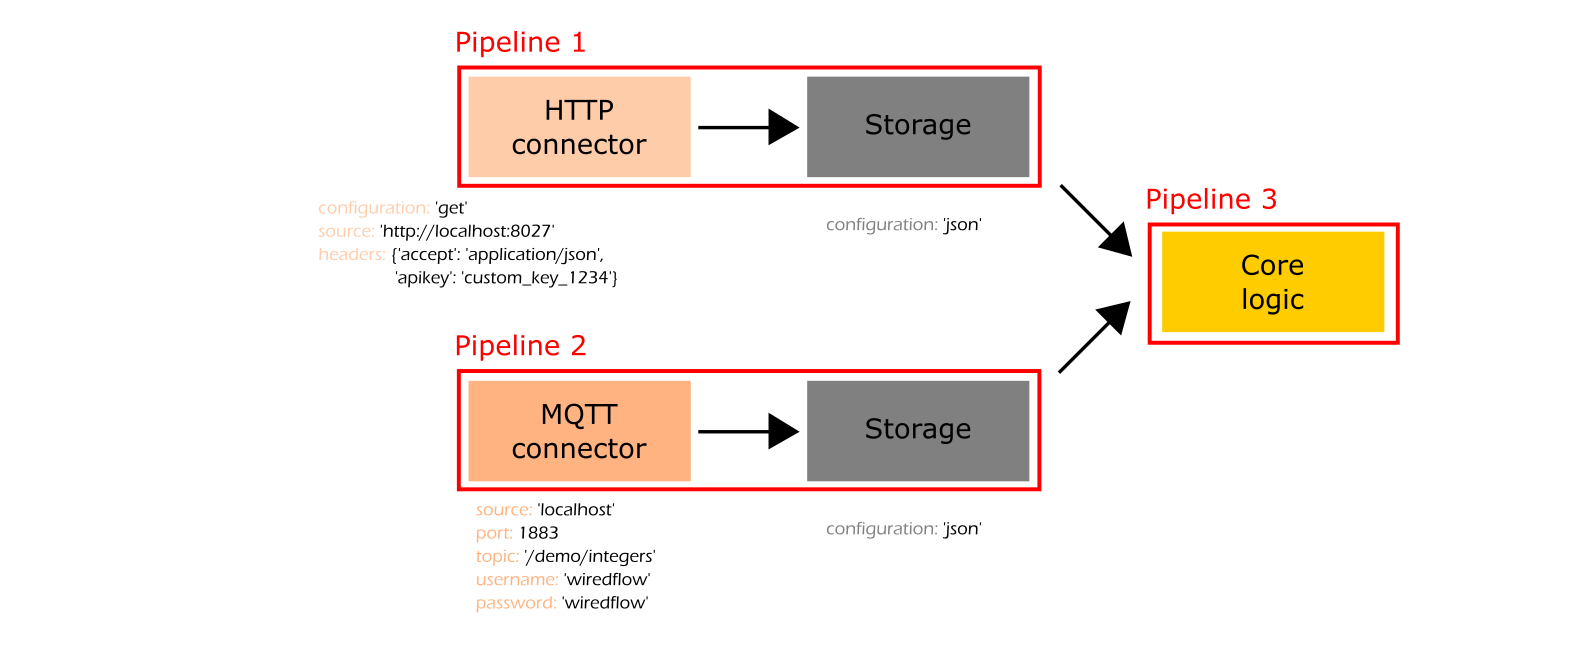 Pipeline 1
HTTP
connector
Storage
configuration: 'get'
source: 'http://localhost:8027'
headers: {'accept': 'application/json',
'apikey': 'custom_key_1234'}
configuration: 'json'
Pipeline 2
MQTT
connector
Storage
source: 'localhost'
port: 1883
topic: '/demo/integers'
username: 'wiredflow'
password: 'wiredflow'
configuration: 'json'
Pipeline 3
Core
logic